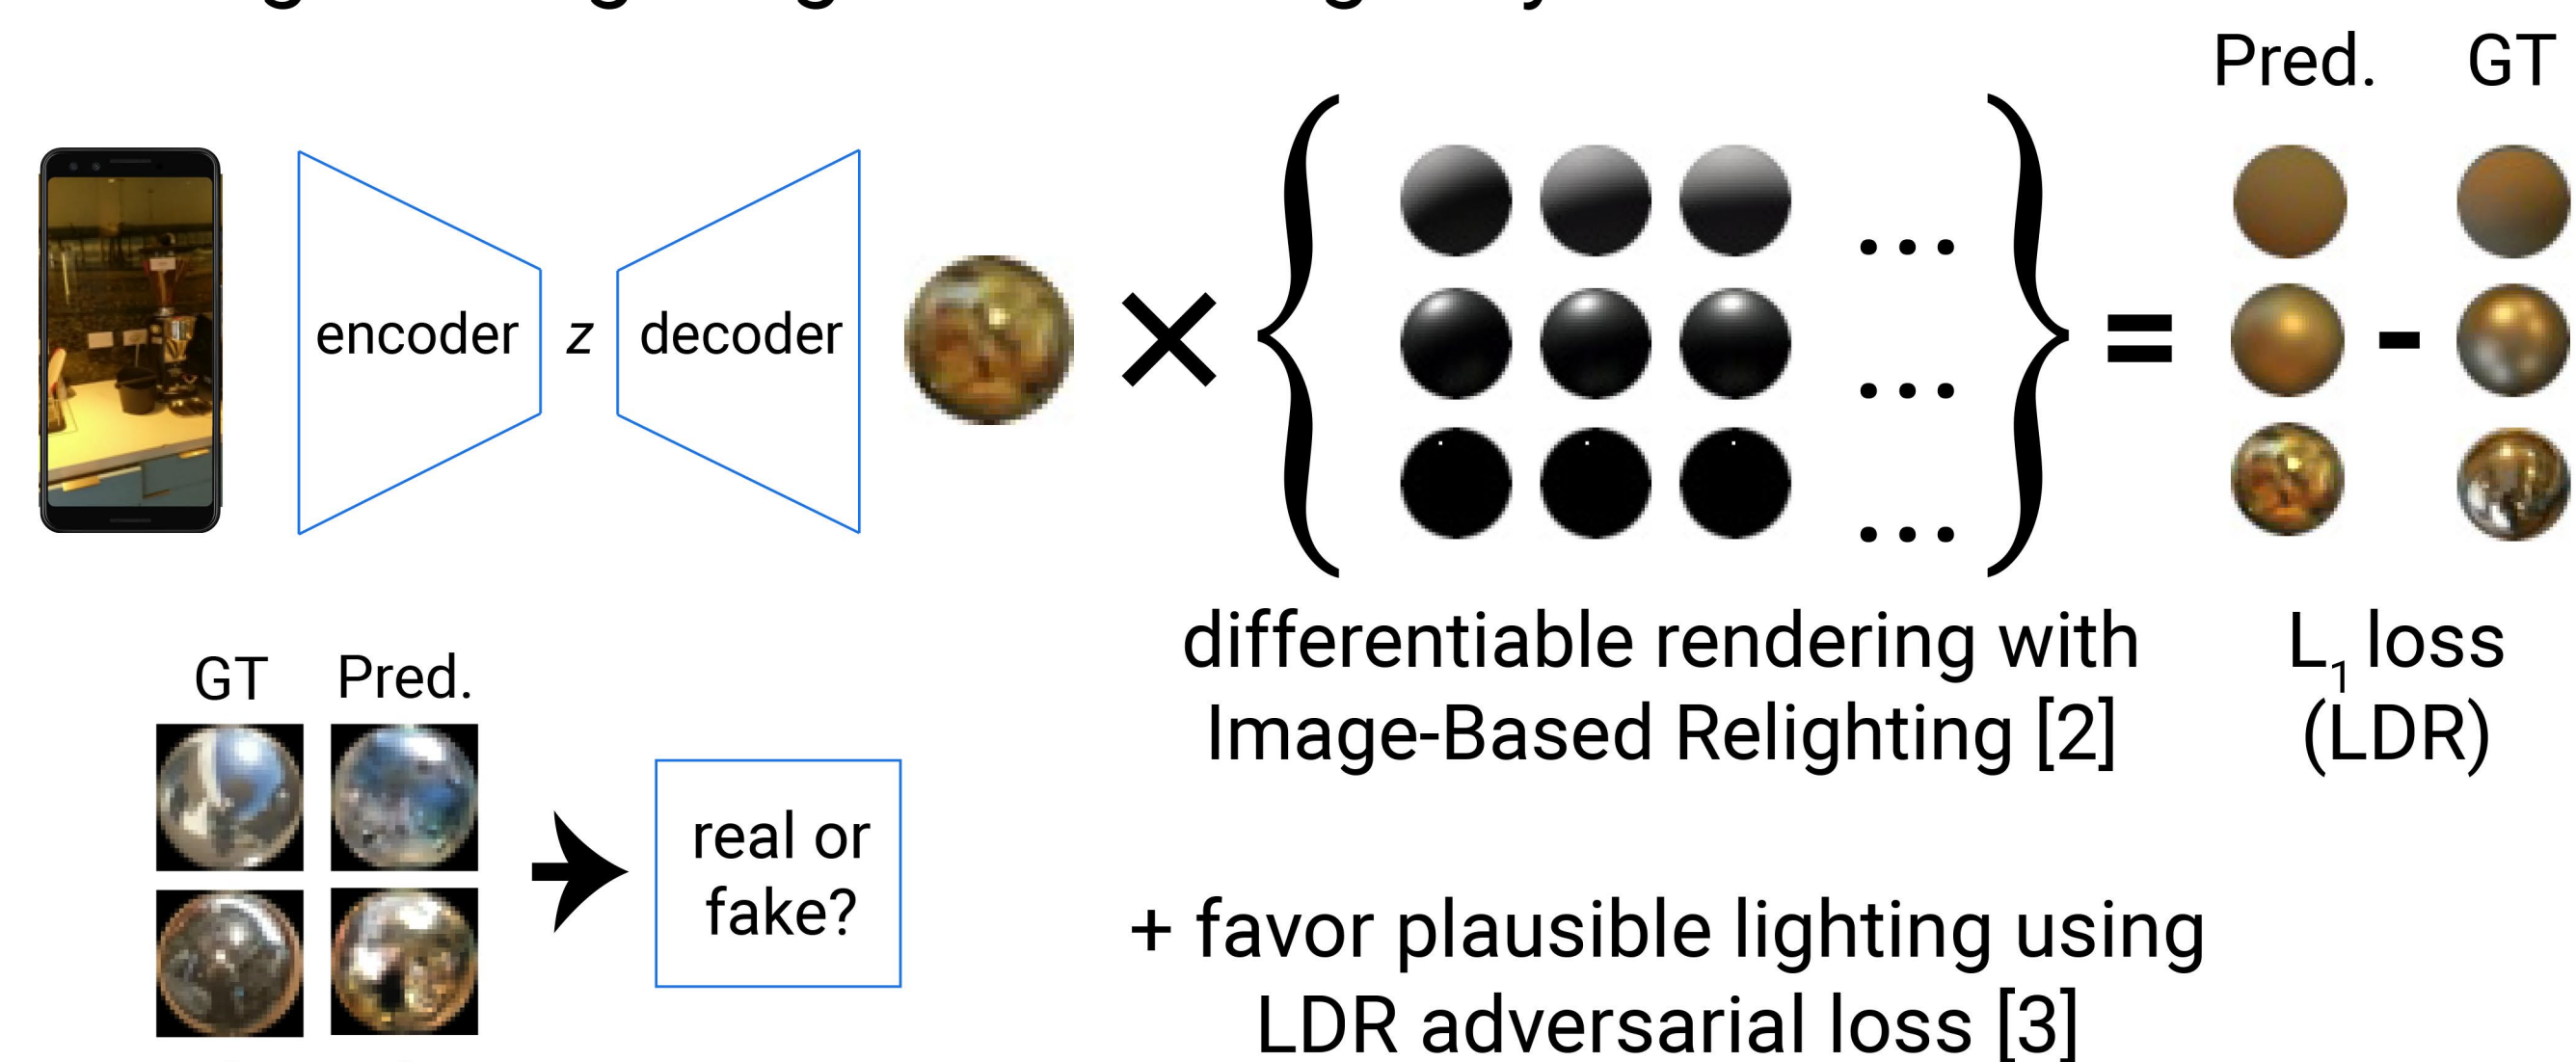 Pred. GT
encoder z decoder
...
...
...
differentiable rendering with
Image-Based Relighting [2]
L1 loss
(LDR)
GT Pred.
real or
fake?
+ favor plausible lighting using
LDR adversarial loss [3]